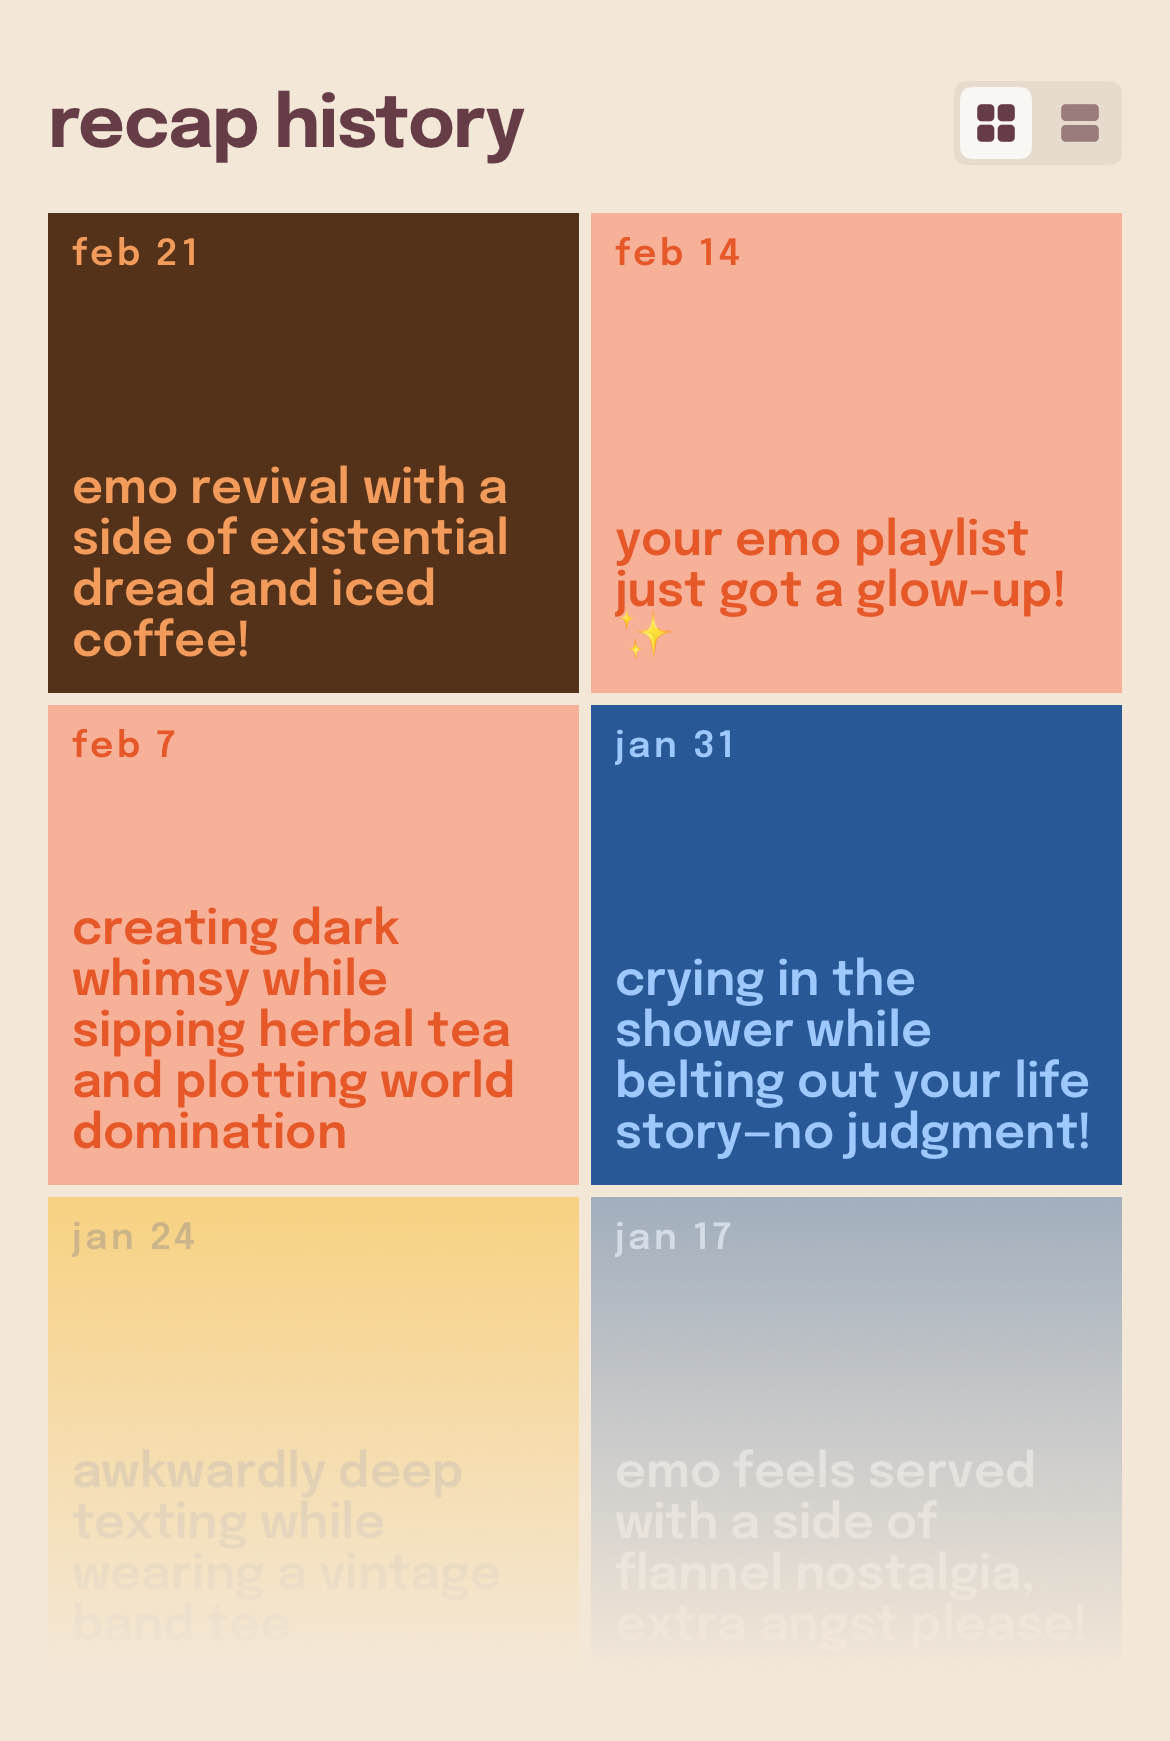 recap history
feb 21
emo revival with a
side of existential
dread and iced
coffee!
feb 14
your emo playlist
just got a glow-up!
✨
feb 7
creating dark
whimsy while
sipping herbal tea
and plotting world
domination
jan 31
crying in the
shower while
belting out your life
story—no judgment!
jan 24
awkwardly deep
texting while
wearing a vintage
band tee
jan 17
emo feels served
with a side of
flannel nostalgia,
extra angst please!